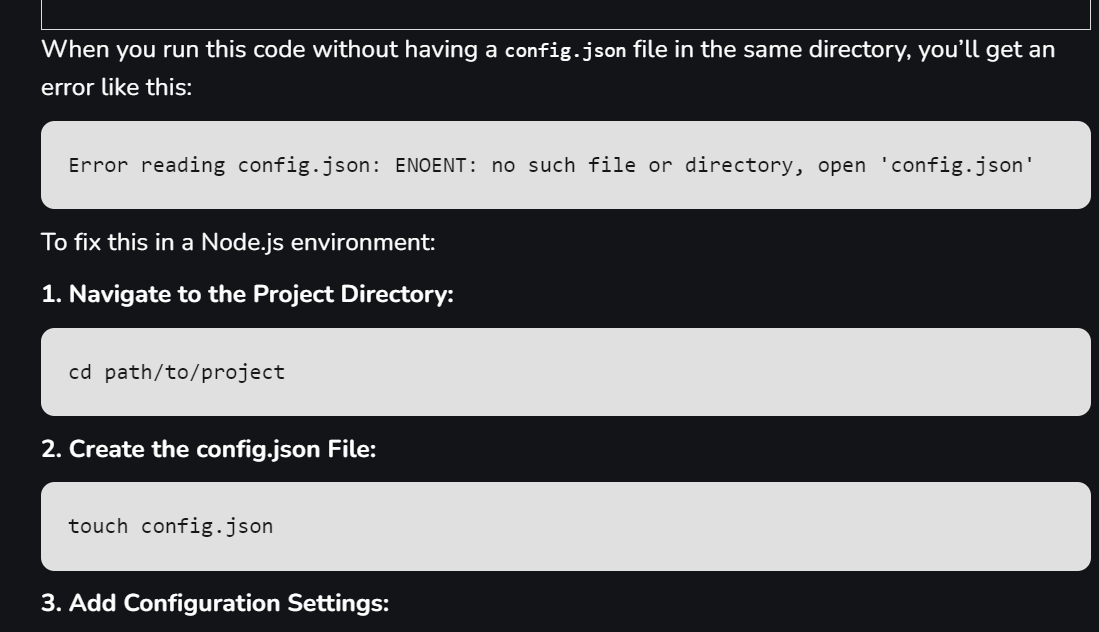 When you run this code without having a config.json file in the same directory, you’ll get an
error like this:
Error reading config.json: ENOENT: no such file or directory, open 'config.json'
To fix this in a Node.js environment:
1. Navigate to the Project Directory:
cd path/to/project
2. Create the config.json File:
touch config.json
3. Add Configuration Settings: